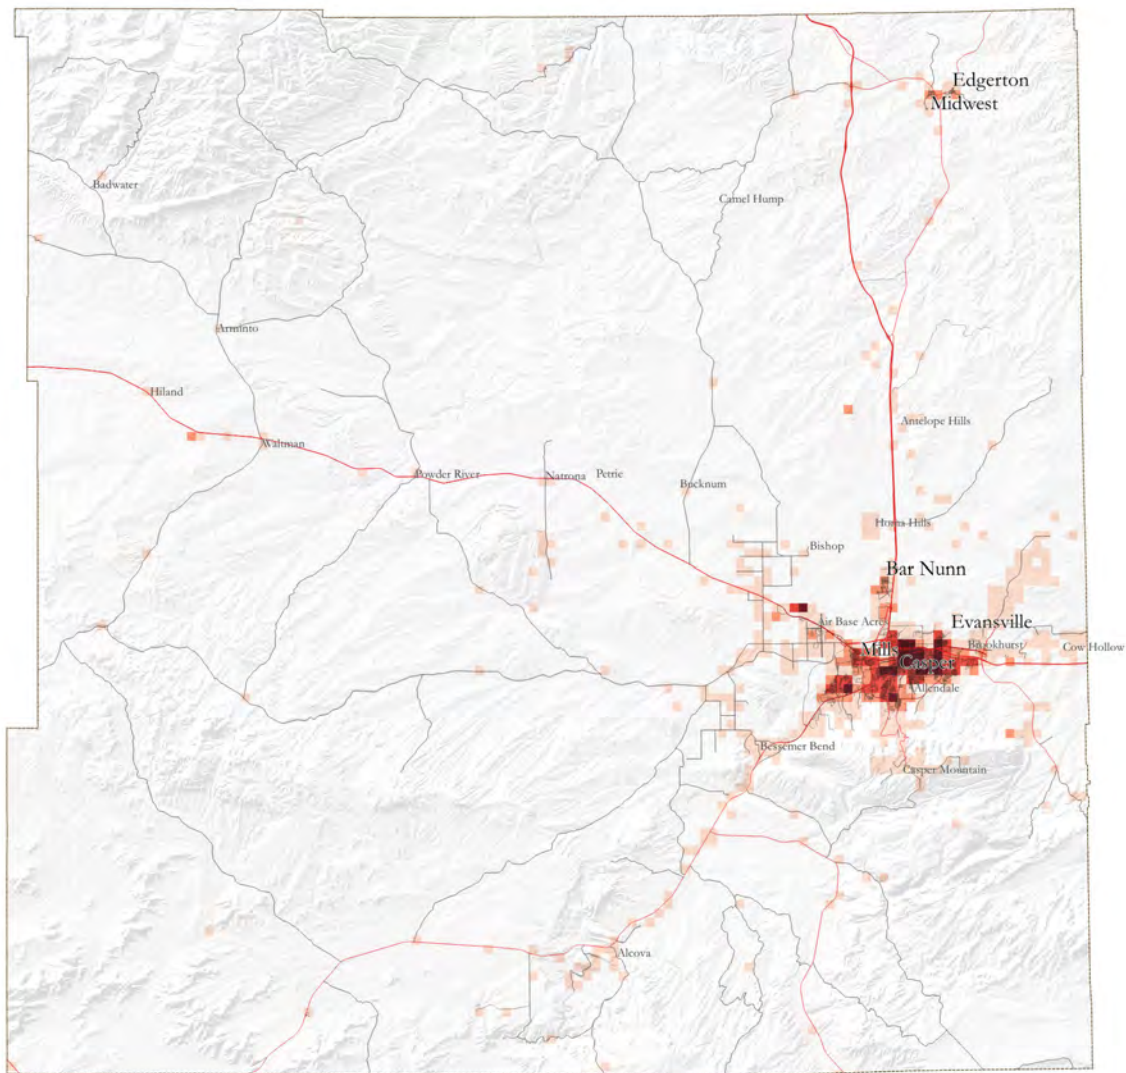 Edgerton
Midwest
Badwater
Camel Hump
Arminto
Hiland
Antelope Hills
Waltman
Powder River
Natrona
Petrie
Bucknum
Homa Hills
Bishop
Bar Nunn
Air Base Acres
Evansville
Mills
Brookhurst
Cow Hollow
Casper
Allendale
Bessemer Bend
Casper Mountain
Alcova